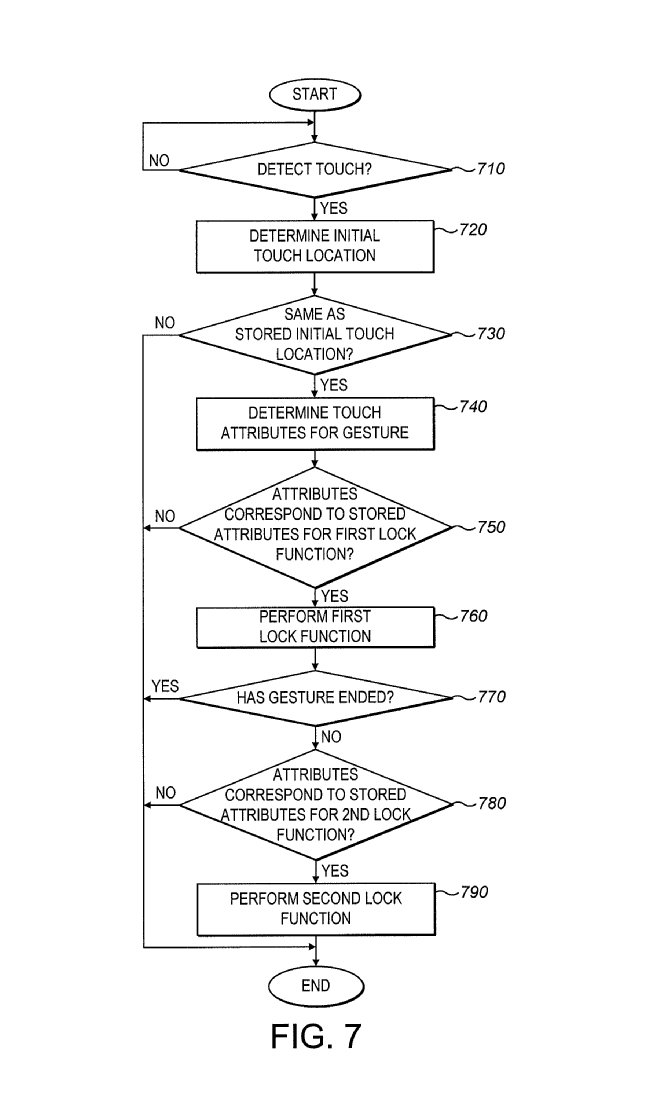 START
NO
DETECT TOUCH?
710
YES
DETERMINE INITIAL
TOUCH LOCATION
720
NO
SAME AS
STORED INITIAL TOUCH
LOCATION?
730
YES
DETERMINE TOUCH
ATTRIBUTES FOR GESTURE
740
NO
ATTRIBUTES
CORRESPOND TO STORED
ATTRIBUTES FOR FIRST LOCK
FUNCTION?
750
YES
PERFORM FIRST
LOCK FUNCTION
760
YES
HAS GESTURE ENDED?
770
NO
NO
ATTRIBUTES
CORRESPOND TO STORED
ATTRIBUTES FOR 2ND LOCK
FUNCTION?
780
YES
PERFORM SECOND LOCK
FUNCTION
790
END
FIG. 7